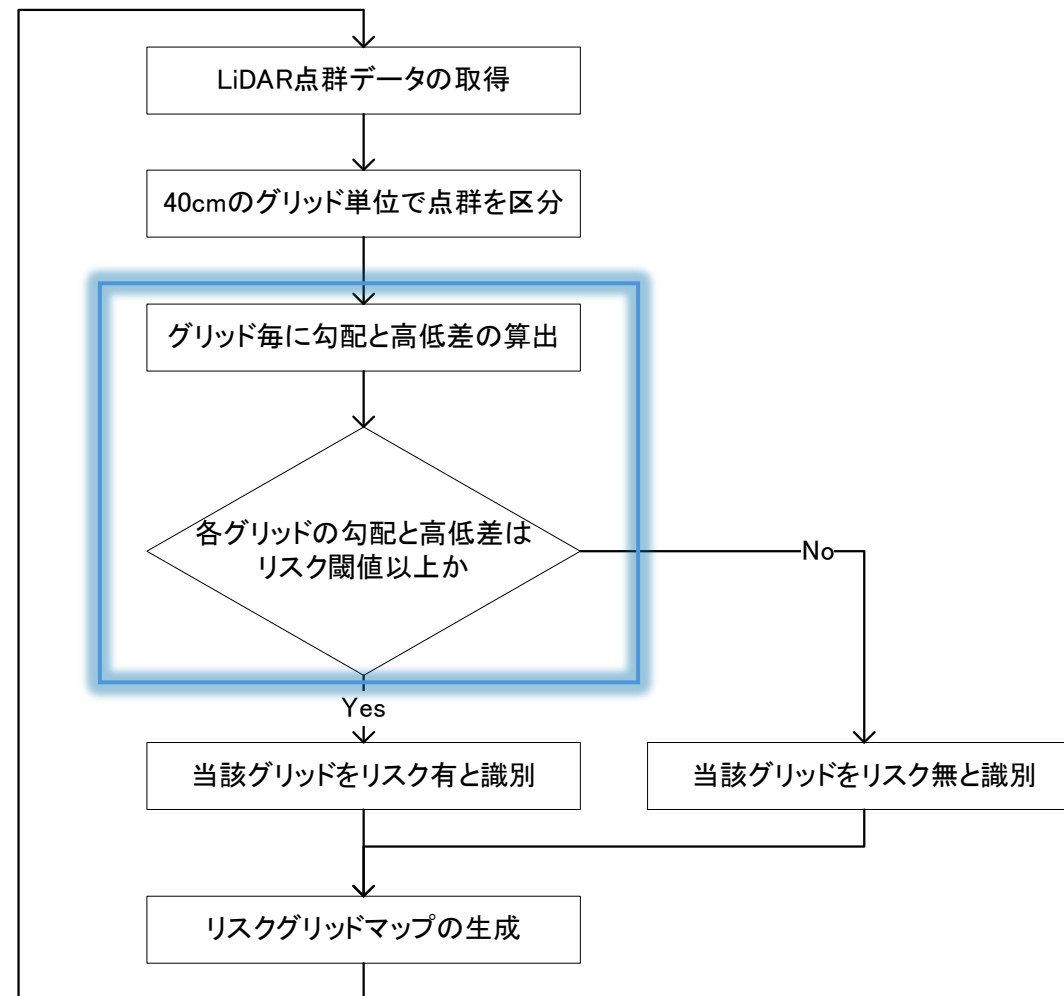 LiDAR点群データの取得
40cmのグリッド単位で点群を区分
グリッド毎に勾配と高低差の算出
各グリッドの勾配と高低差は
リスク閾値以上か
No
Yes
当該グリッドをリスク有と識別
当該グリッドをリスク無と識別
リスクグリッドマップの生成